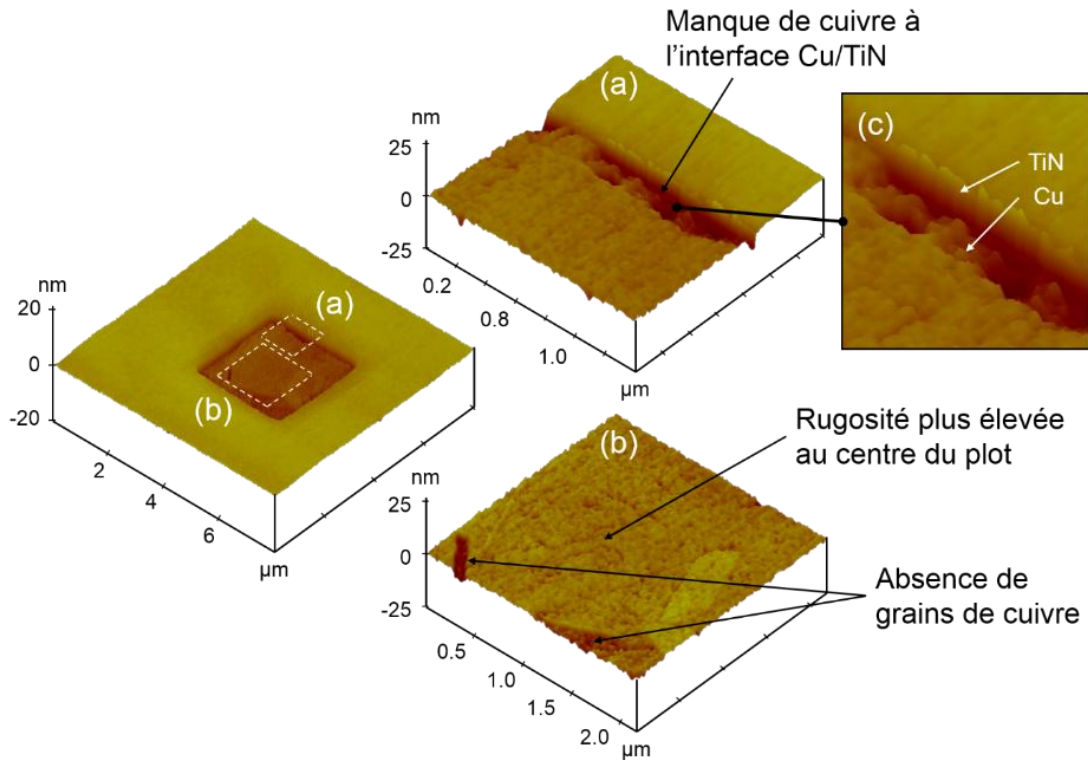 Manque de cuivre à
l'interface Cu/TiN
(a)
nm
25
0
-25
0.2
0.8
1.0
µm
(c)
TiN
Cu
nm
20
0
-20
(a)
(b)
2
4
6
µm
Rugosité plus élevée
au centre du plot
(b)
nm
25
0
-25
0.5
1.0
1.5
2.0
µm
Absence de
grains de cuivre